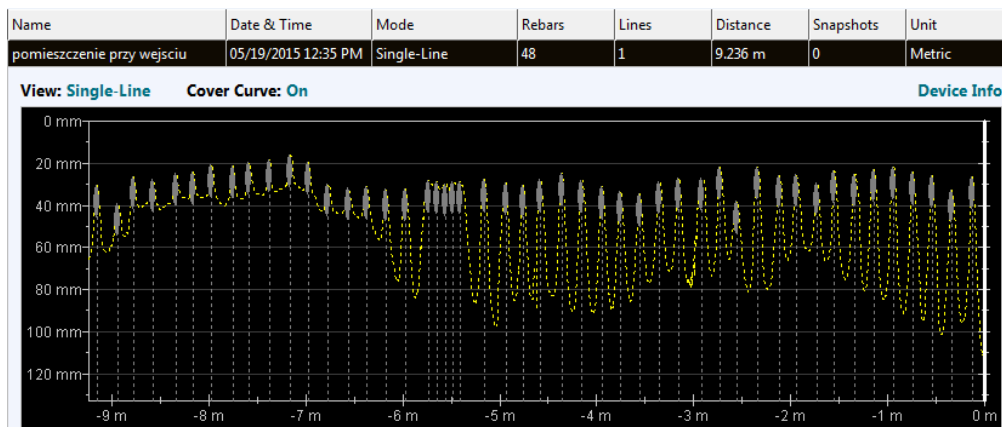 Name Date & Time Mode Rebars Lines Distance Snapshots Unit
pomieszczenie przy wejsciu 05/19/2015 12:35 PM Single-Line 48 1 9.236 m 0 Metric
View: Single-Line Cover Curve: On Device Info
0 mm
20 mm
40 mm
60 mm
80 mm
100 mm
120 mm
-9 m -8 m -7 m -6 m -5 m -4 m -3 m -2 m -1 m 0 m